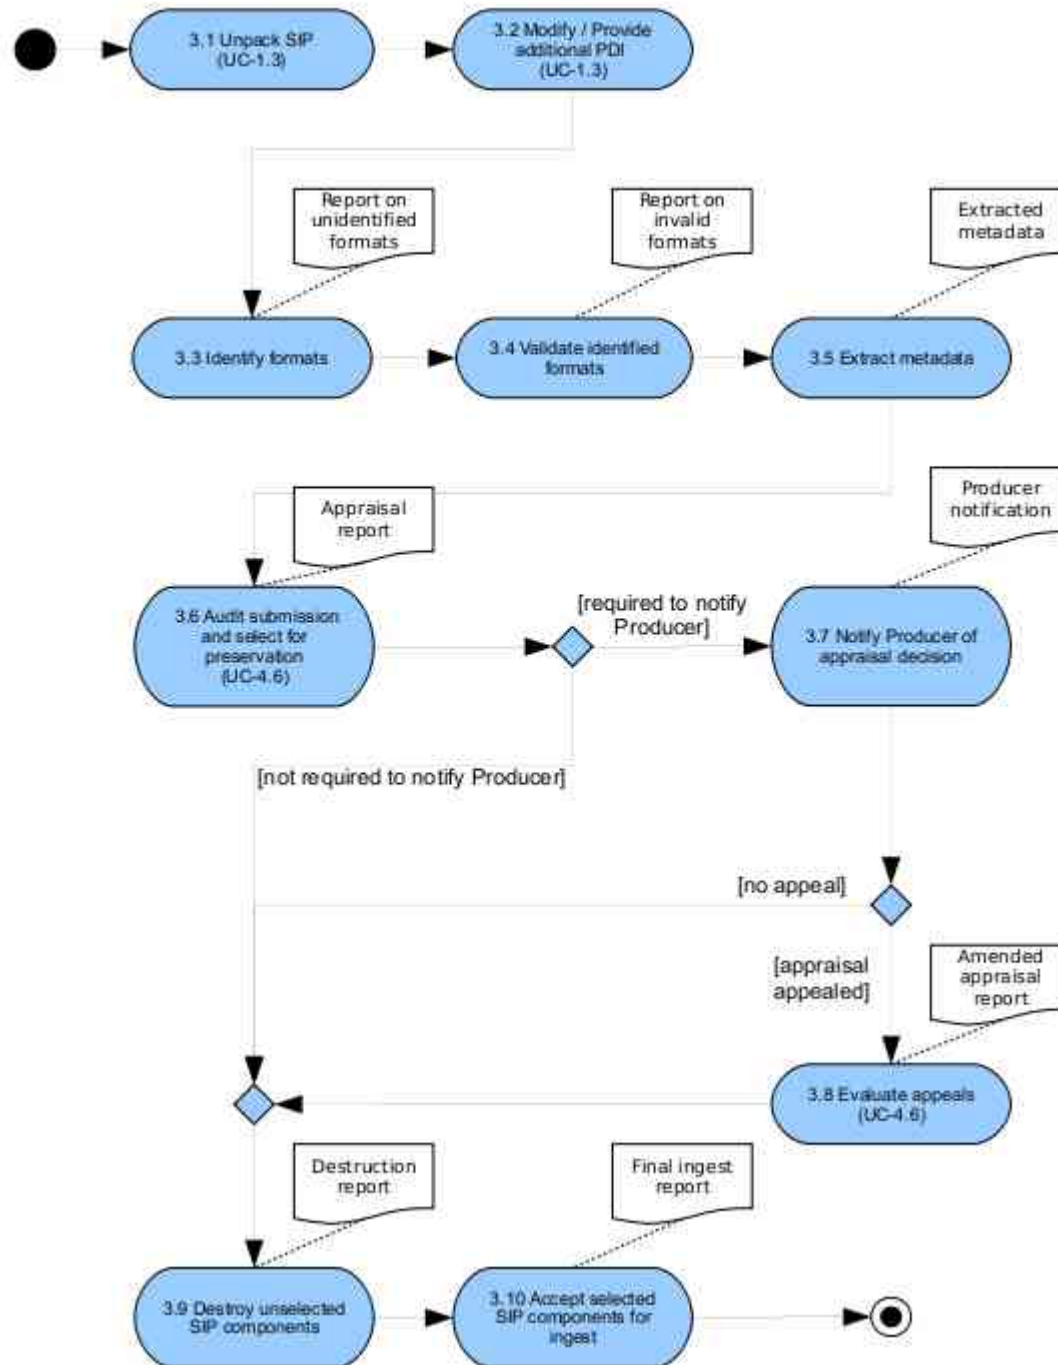 3.1 Unpack SIP
(UC-1.3)
3.2 Modify / Provide
additional PDI
(UC-1.3)
Report on
unidentified
formats
Report on
invalid
formats
Extracted
metadata
3.3 Identify formats
3.4 Validate identified
formats
3.5 Extract metadata
Appraisal
report
Producer
notification
3.6 Audit submission
and select for
preservation
(UC-4.6)
[required to notify
Producer]
3.7 Notify Producer of
appraisal decision
[not required to notify Producer]
[no appeal]
[appraisal
appealed]
Amended
appraisal
report
3.8 Evaluate appeals
(UC-4.6)
Destruction
report
Final ingest
report
3.9 Destroy unselected
SIP components
3.10 Accept selected
SIP components for
ingest